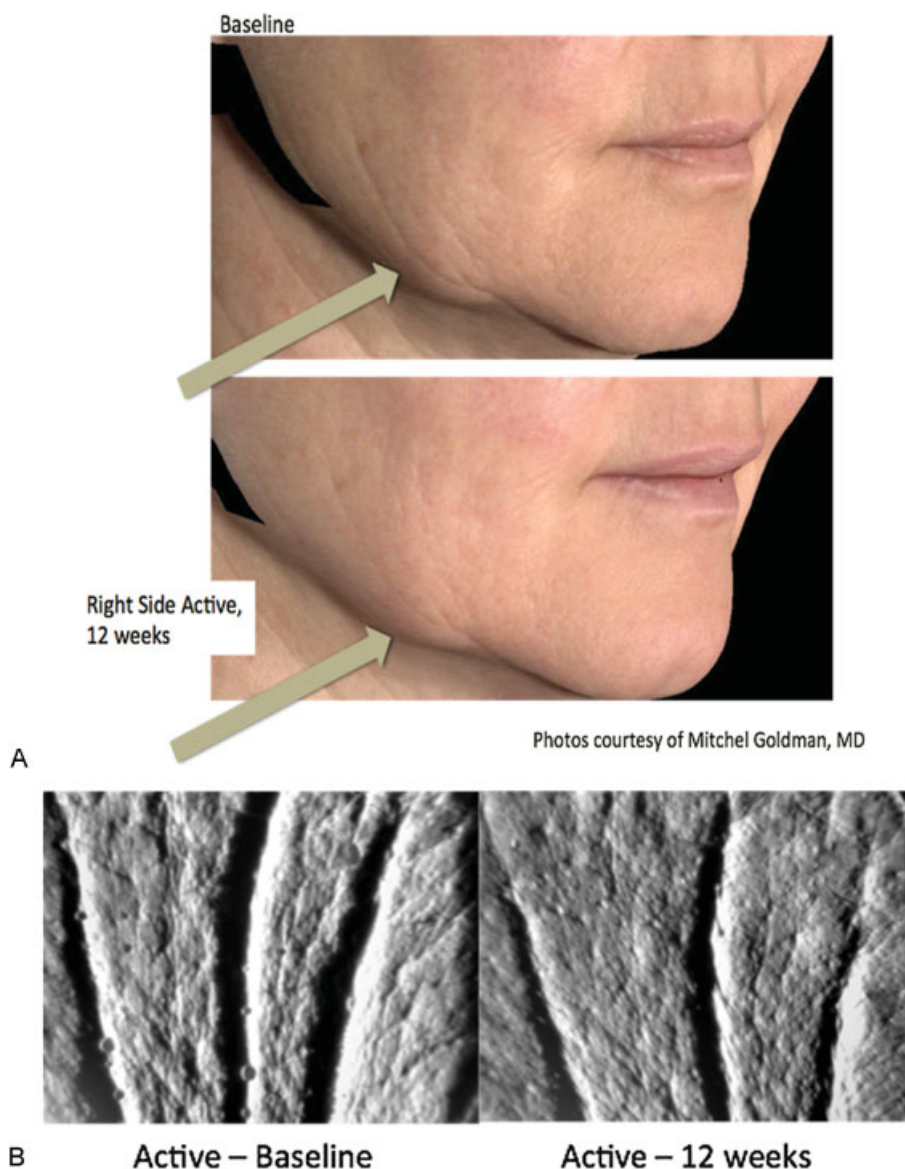 Baseline
Right Side Active,
12 weeks
Photos courtesy of Mitchel Goldman, MD
A
B
Active – Baseline
Active – 12 weeks